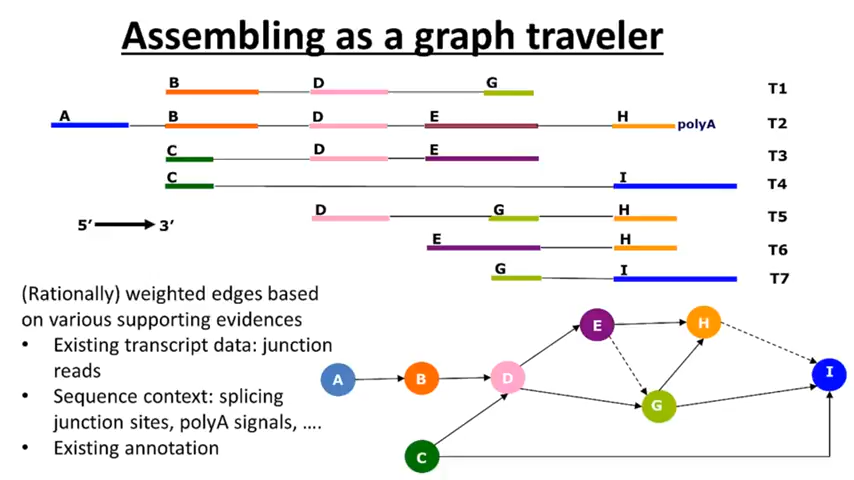 Assembling as a graph traveler
B D G T1
A B D E H polyA T2
C D E T3
C I T4
D G H T5
5’ 3’
E H T6
G I T7
(Rationally) weighted edges based
on various supporting evidences
• Existing transcript data: junction
reads
• Sequence context: splicing
junction sites, polyA signals, ….
• Existing annotation
E H
A B D I
G
C